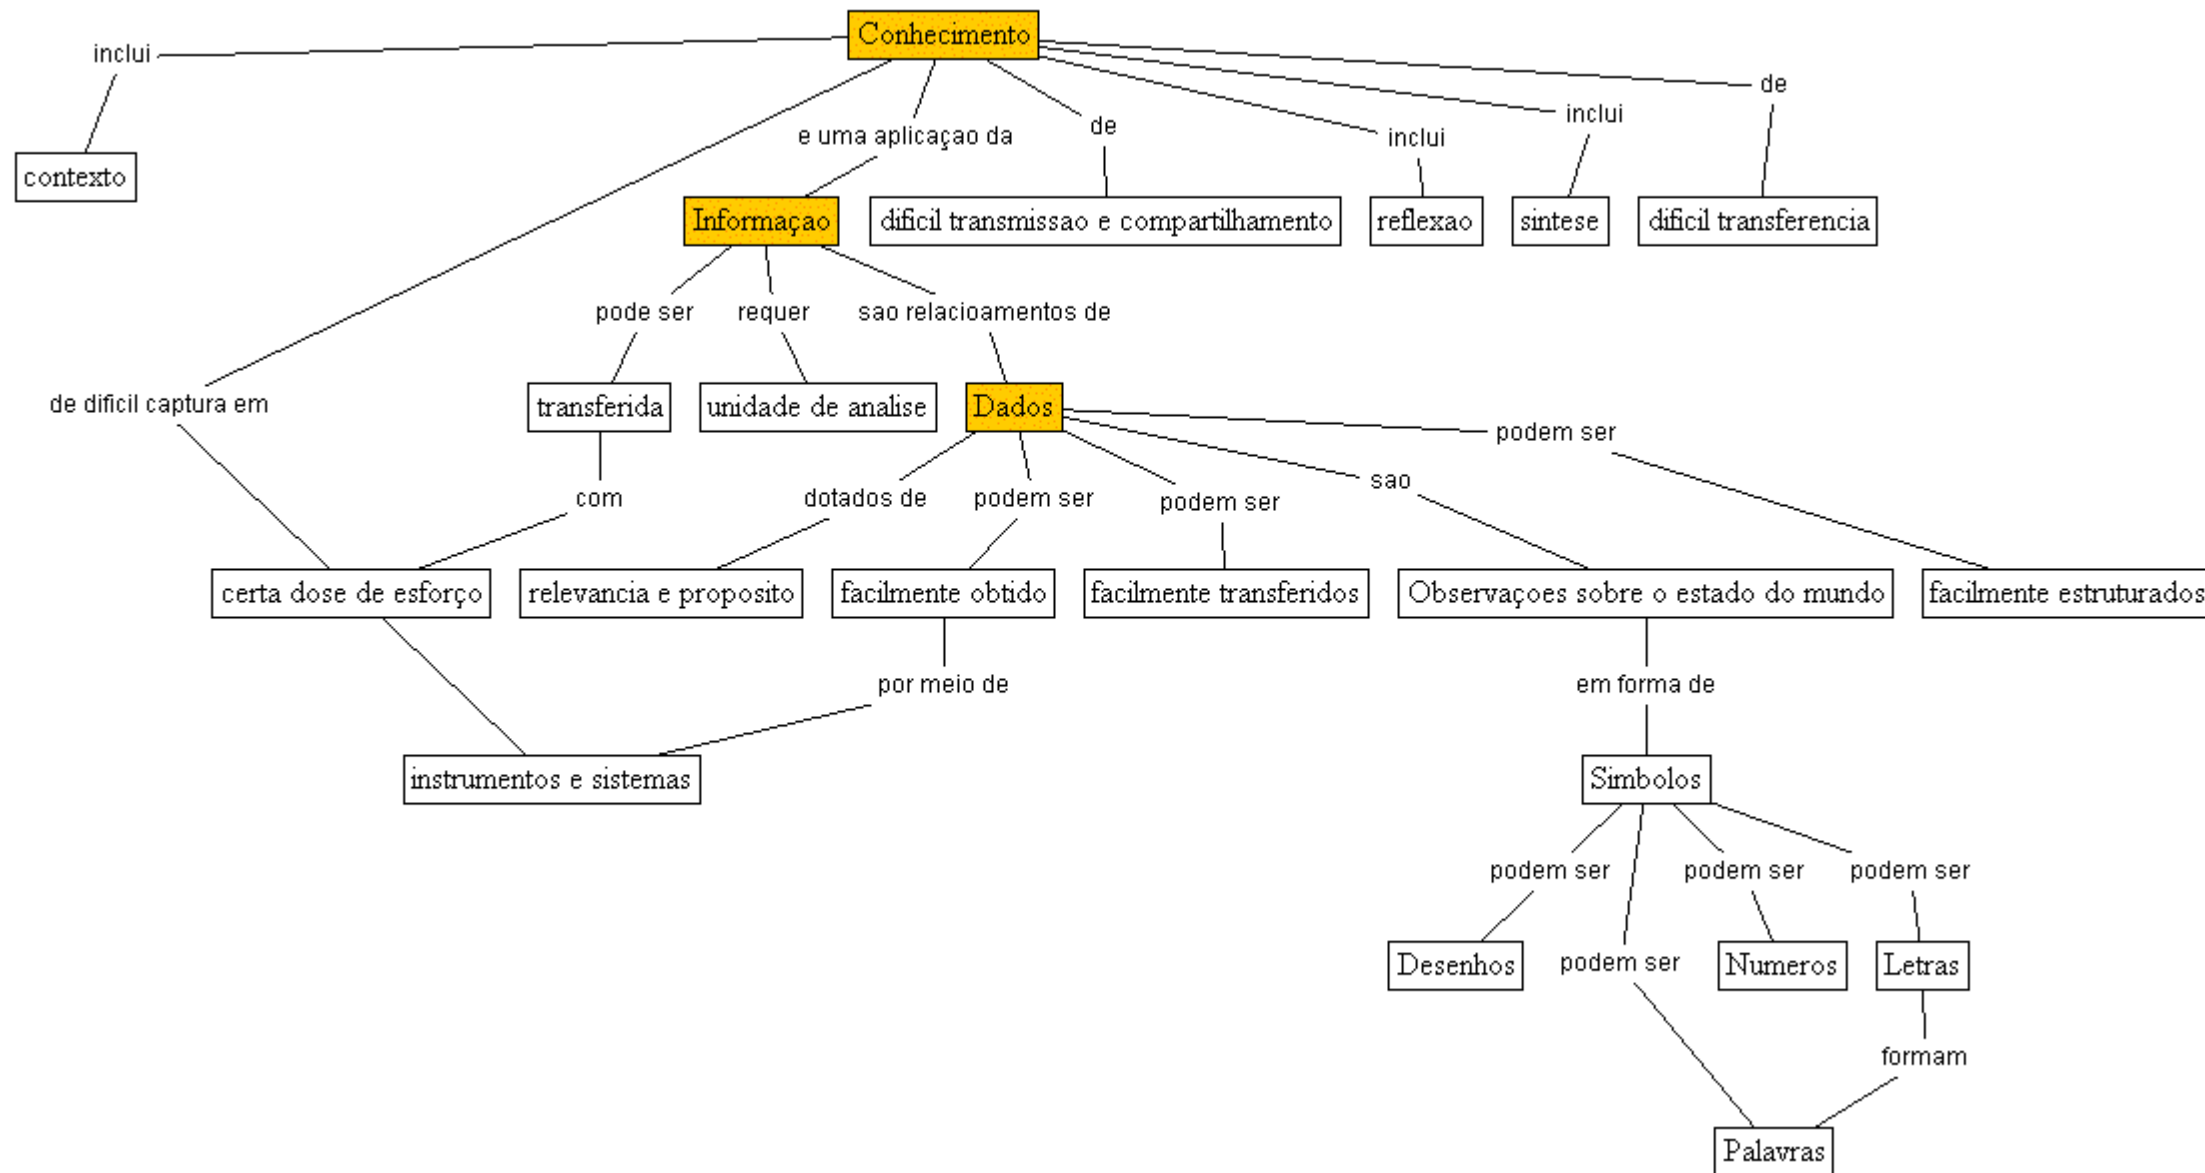 Conhecimento
inclui
de
inclui
de
e uma aplicaçao da
inclui
contexto
Informaçao
dificil transmissao e compartilhamento
reflexao
sintese
dificil transferencia
pode ser
requer
sao relacioamentos de
de dificil captura em
transferida
unidade de analise
Dados
podem ser
sao
com
dotados de
podem ser
podem ser
certa dose de esforço
relevancia e proposito
facilmente obtido
facilmente transferidos
Observaçoes sobre o estado do mundo
facilmente estruturados
por meio de
em forma de
instrumentos e sistemas
Simbolos
podem ser
podem ser
podem ser
Desenhos
podem ser
Numeros
Letras
formam
Palavras